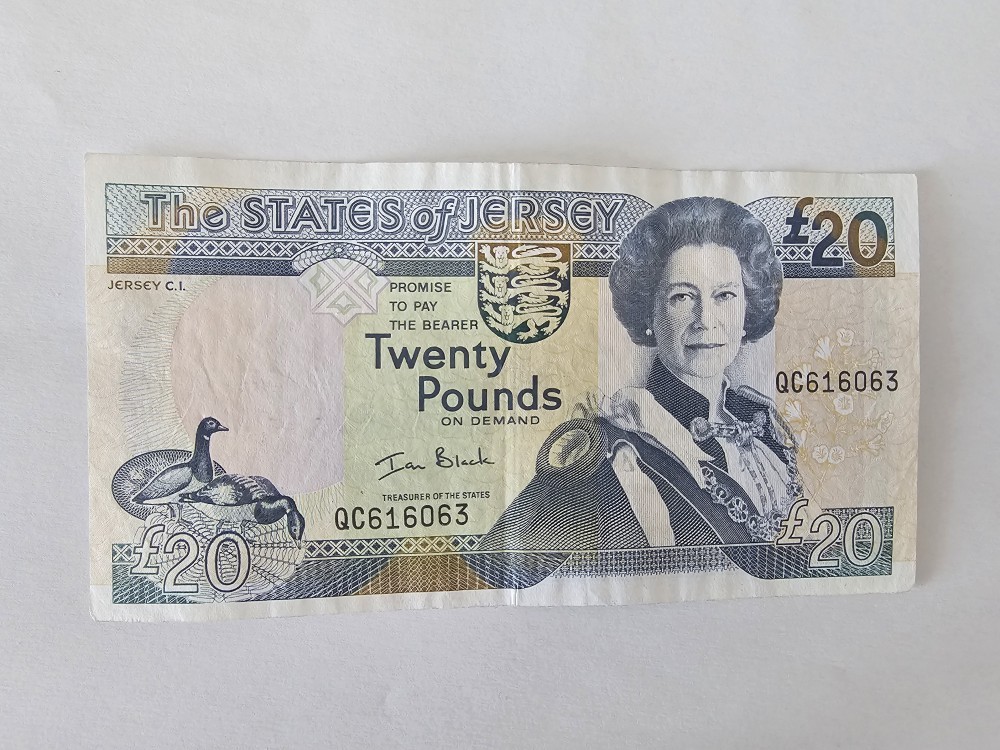 The STATES of JERSEY
£20
JERSEY C.I.
PROMISE
TO PAY
THE BEARER
Twenty
Pounds
ON DEMAND
QC616063
Ian Black
TREASURER OF THE STATES
QC616063
£20
£20